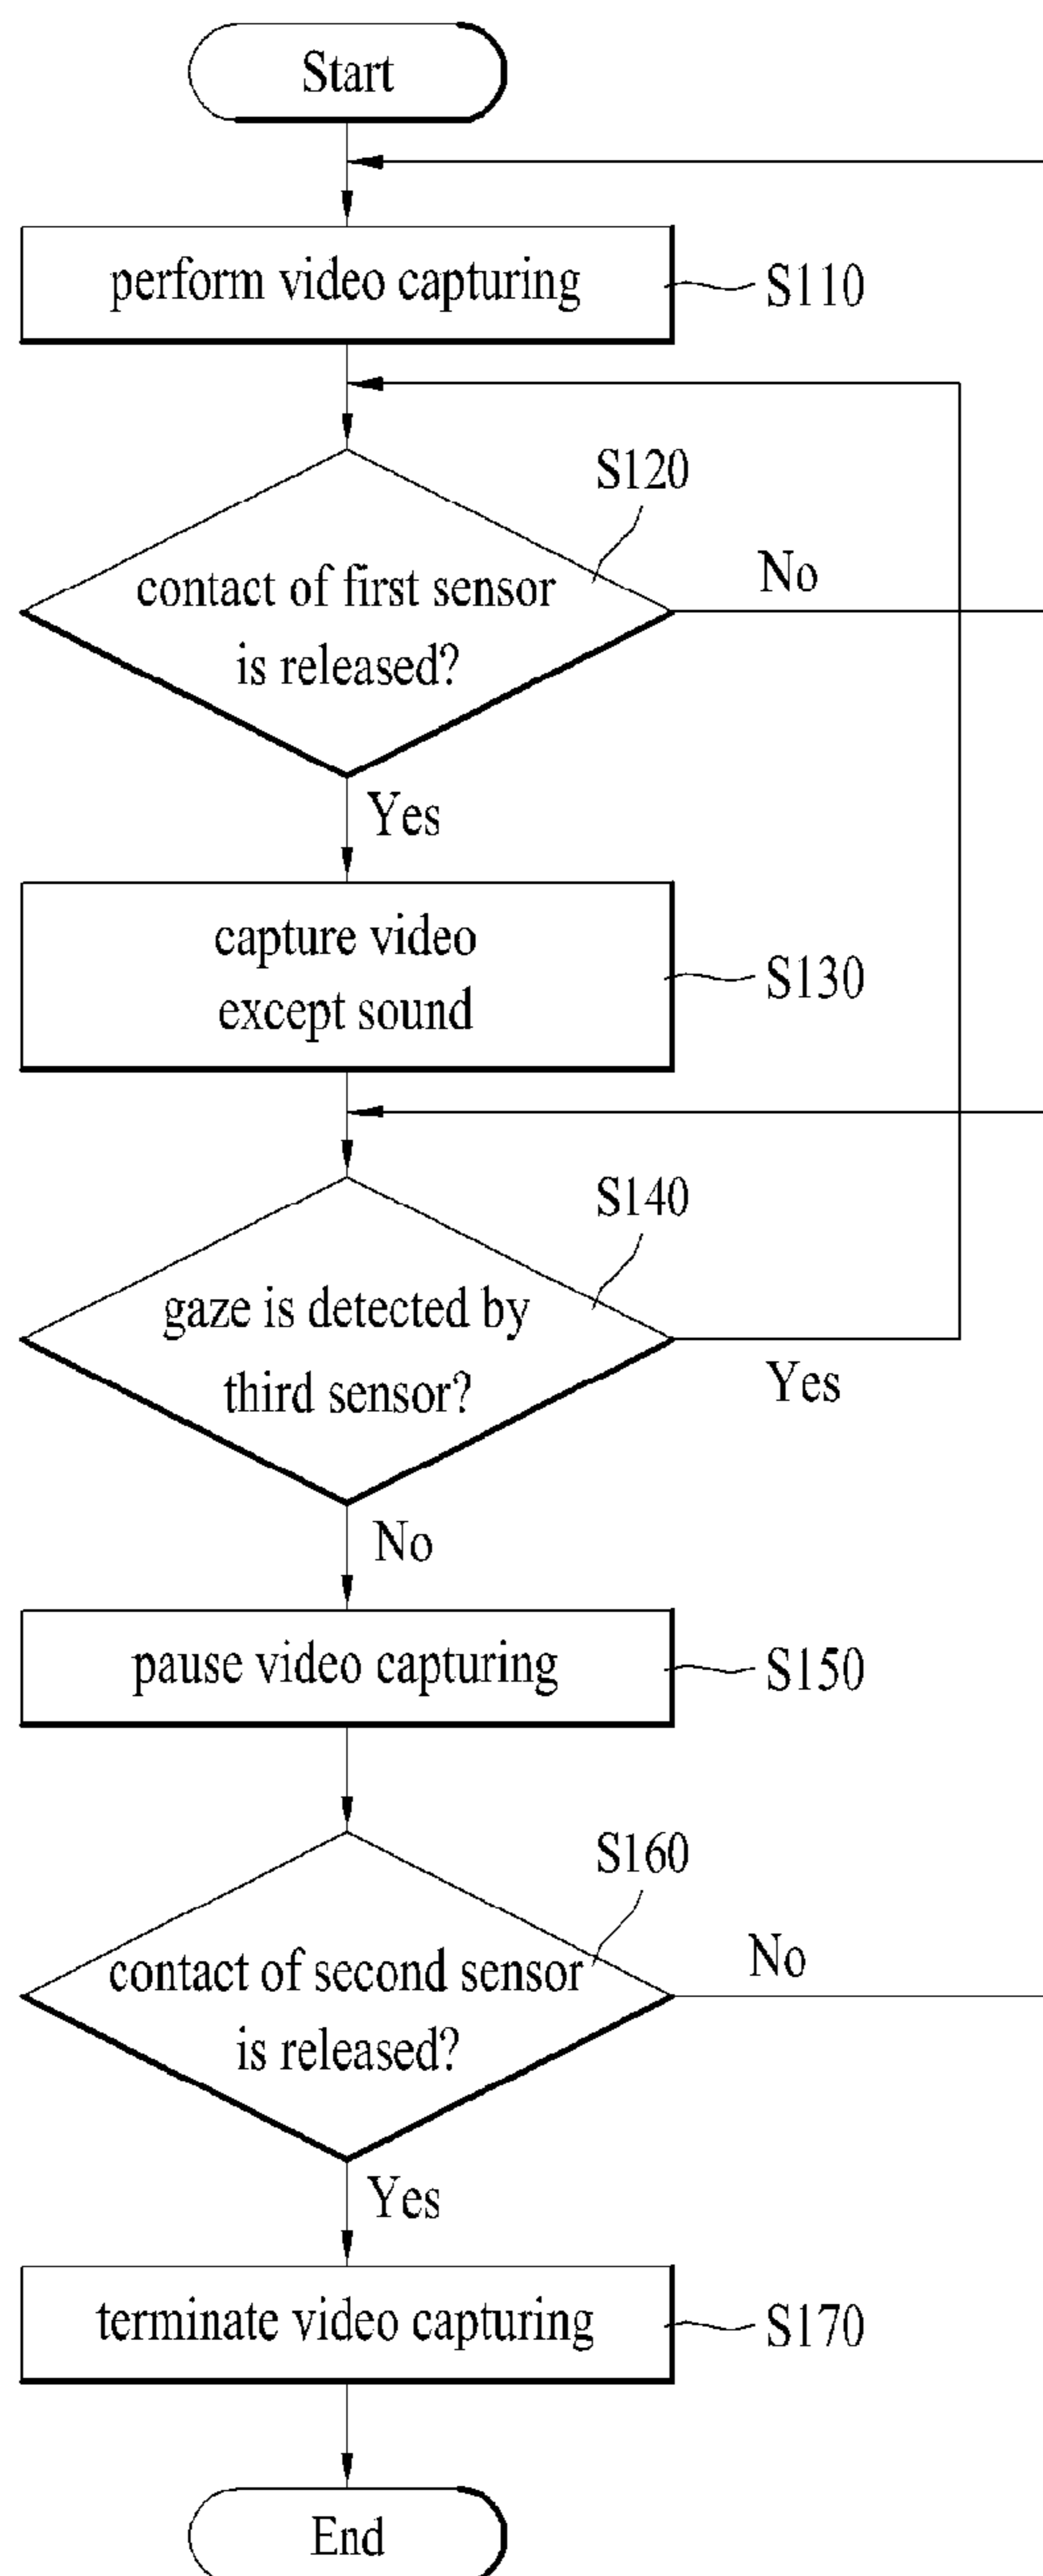 Start
perform video capturing
S110
S120
contact of first sensor
is released?
No
Yes
capture video
except sound
S130
S140
gaze is detected by
third sensor?
Yes
No
pause video capturing
S150
S160
contact of second sensor
is released?
No
Yes
terminate video capturing
S170
End